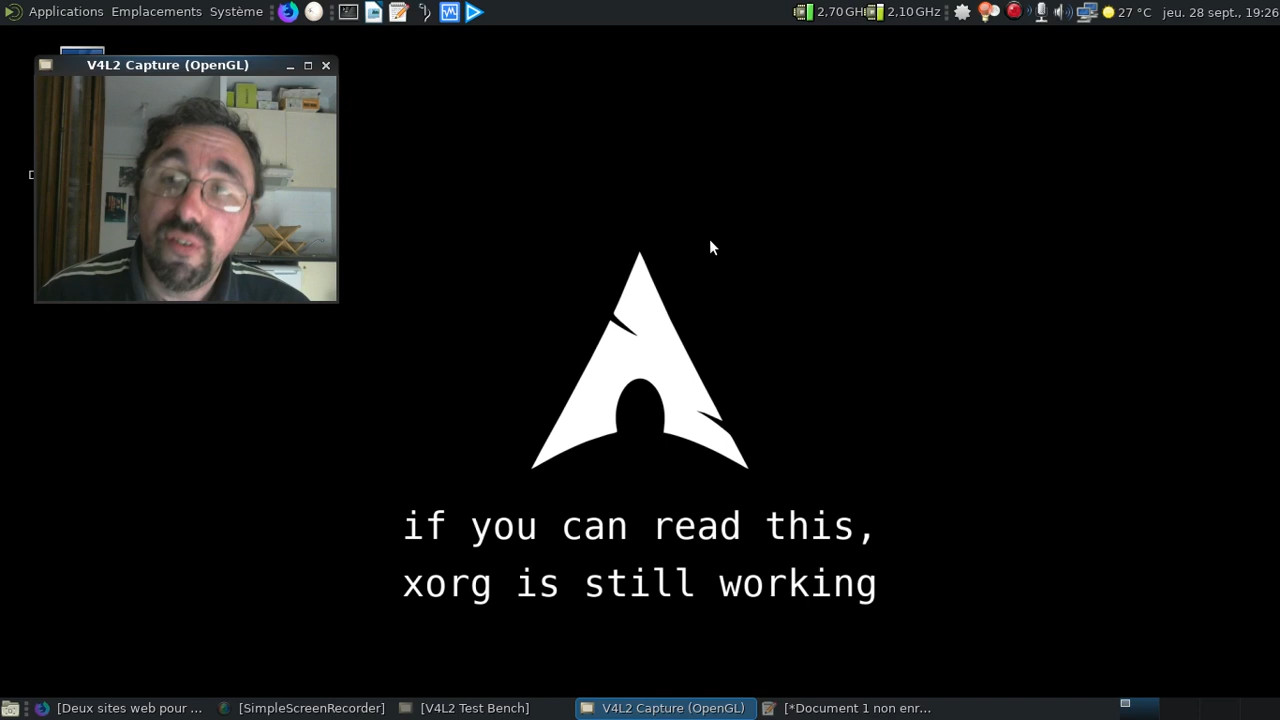 Applications Emplacements Système 2,70 GH 2,10 GHz 27 °C jeu. 28 sept., 19:26
V4L2 Capture (OpenGL)
if you can read this,
xorg is still working
[Deux sites web pour ... [SimpleScreenRecorder] [V4L2 Test Bench] V4L2 Capture (OpenGL) [*Document 1 non enr...